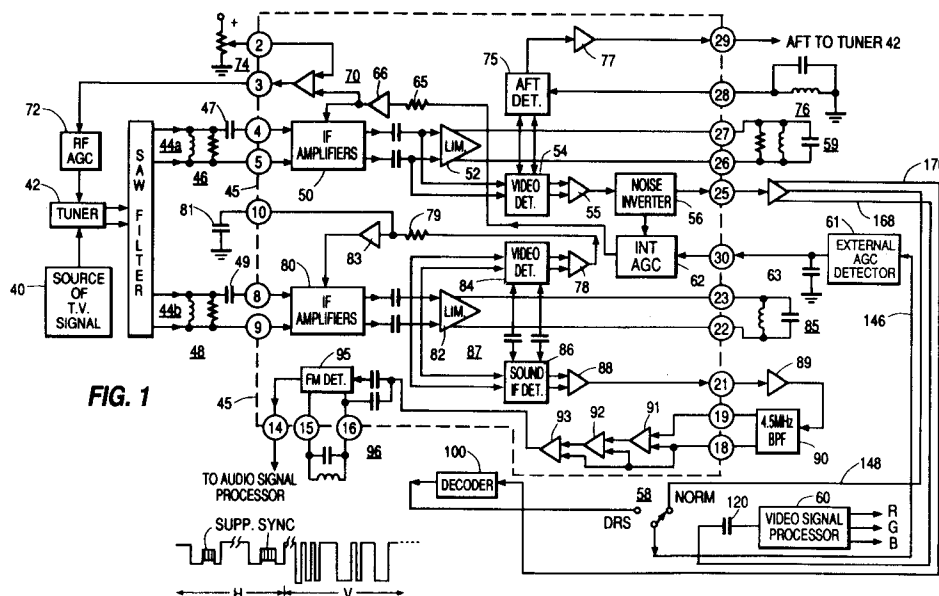 +
2
29
AFT TO TUNER 42
74
75
77
3
70
66
65
AFT DET.
28
72
47
76
RF AGC
44a
4
IF AMPLIFIERS
LIM.
54
27
59
42
5
52
VIDEO DET.
26
TUNER
SAW FILTER
46
45
50
55
NOISE INVERTER
56
25
170
81
10
79
168
61
83
INT AGC
30
EXTERNAL AGC DETECTOR
40
SOURCE OF T.V. SIGNAL
49
80
VIDEO DET.
78
62
63
44b
8
IF AMPLIFIERS
84
23
146
9
LIM.
22
85
48
82
87
86
88
89
FIG. 1
95
SOUND IF DET.
21
FM DET.
93
92
91
19
4.5MHz BPF
45
18
90
14
15
16
96
148
TO AUDIO SIGNAL PROCESSOR
100
DECODER
58
NORM
DRS
120
60
VIDEO SIGNAL PROCESSOR
R
G
B
SUPP. SYNC
H
V